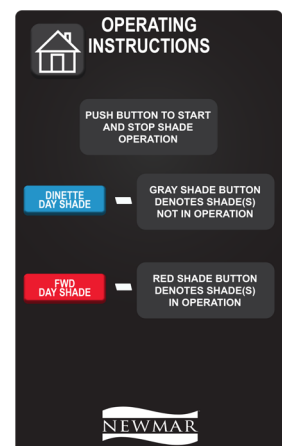 OPERATING
INSTRUCTIONS
PUSH BUTTON TO START
AND STOP SHADE
OPERATION
DINETTE
DAY SHADE
GRAY SHADE BUTTON
DENOTES SHADE(S)
NOT IN OPERATION
FWD
DAY SHADE
RED SHADE BUTTON
DENOTES SHADE(S)
IN OPERATION
NEWMAR